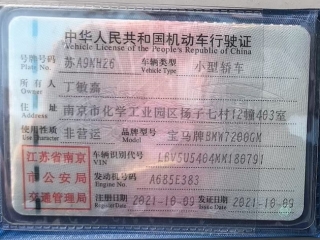 中华人民共和国机动车行驶证
Vehicle License of the People's Republic of China
号牌号码 苏A9KH26 车辆类型 小型轿车
Plate No. Vehicle Type
所有人 丁敏嘉
Owner
住址 南京市化学工业园区扬子七村12幢403室
Address
使用性质 非营运 品牌型号 宝马牌BMW7200GM
Use Character Model
江苏省南京
市公安局
交通管理局
车辆识别代号 LBV5U5404MM180791
VIN
发动机号码 A685E383
Engine No.
注册日期 2021-10-09 发证日期 2021-10-09
Register Date Issue Date